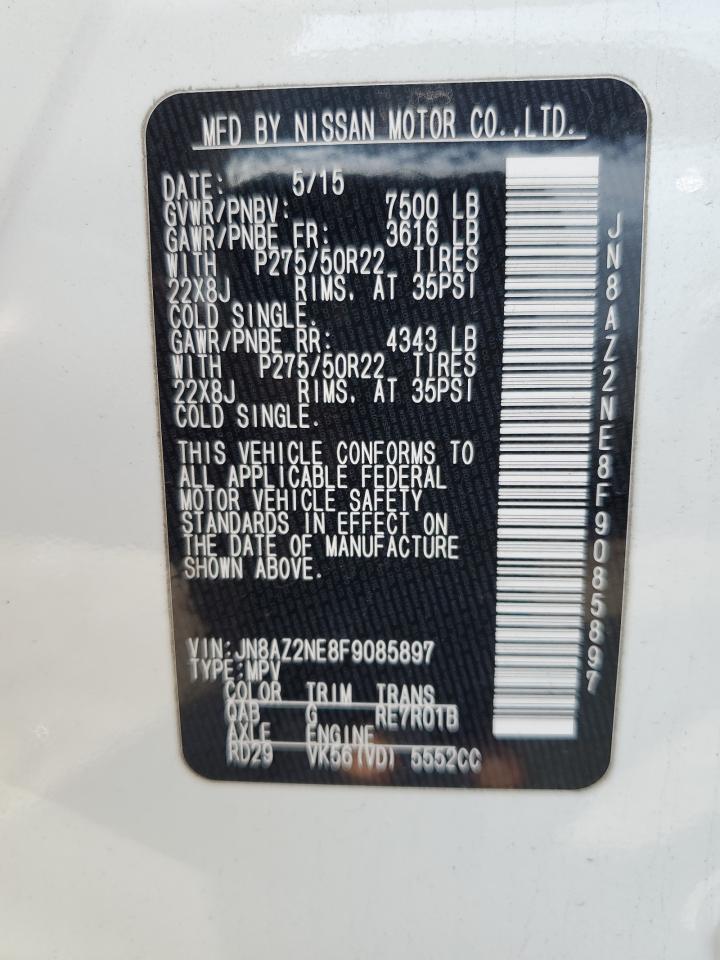 MFD BY NISSAN MOTOR CO.,LTD.
DATE: 5/15
GVWR/PNBV: 7500 LB
GAWR/PNBE FR: 3616 LB
WITH P275/50R22 TIRES
22X8J RIMS, AT 35PSI
COLD SINGLE.
GAWR/PNBE RR: 4343 LB
WITH P275/50R22 TIRES
22X8J RIMS, AT 35PSI
COLD SINGLE.
THIS VEHICLE CONFORMS TO
ALL APPLICABLE FEDERAL
MOTOR VEHICLE SAFETY
STANDARDS IN EFFECT ON
THE DATE OF MANUFACTURE
SHOWN ABOVE.
VIN:JN8AZ2NE8F9085897
TYPE:MPV
COLOR TRIM TRANS
QAB G RE7R01B
AXLE ENGINE
RD29 VK56(VD) 5552CC
JN8AZ2NE8F9085897